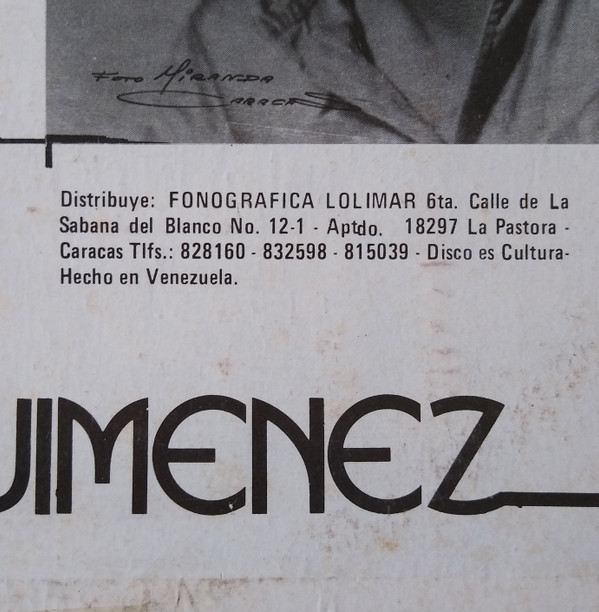 Foto Miranda
Caracas
Distribuye: FONOGRAFICA LOLIMAR 6ta. Calle de La
Sabana del Blanco No. 12-1 - Aptdo. 18297 La Pastora -
Caracas Tlfs.: 828160 - 832598 - 815039 - Disco es Cultura-
Hecho en Venezuela.
JIMENEZ